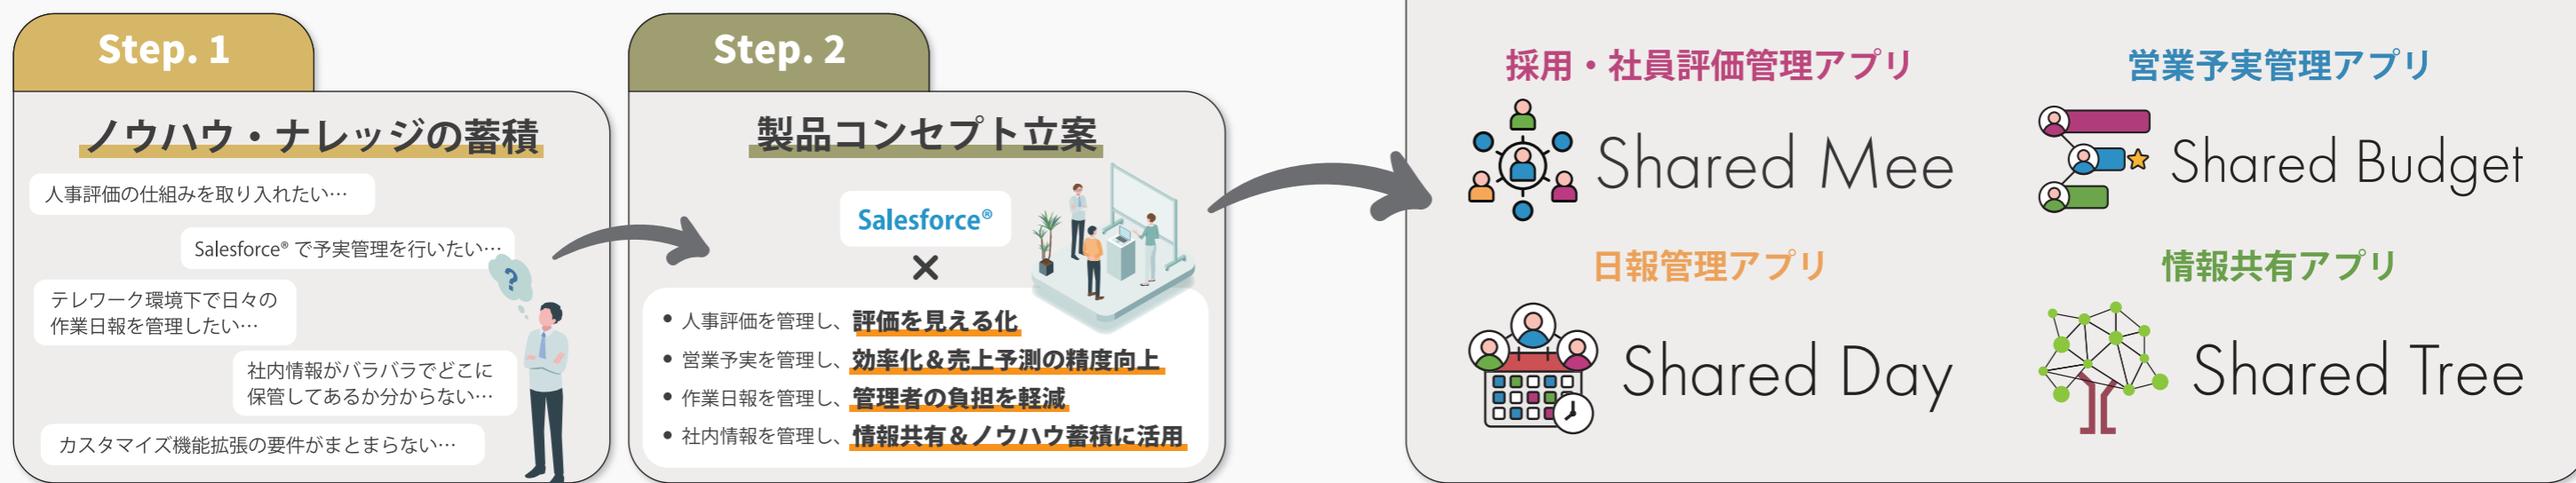 Step. 1
ノウハウ・ナレッジの蓄積
人事評価の仕組みを取り入れたい…
Salesforce® で予実管理を行いたい…
?
テレワーク環境下で日々の
作業日報を管理したい…
社内情報がバラバラでどこに
保管してあるか分からない…
カスタマイズ機能拡張の要件がまとまらない…
Step. 2
製品コンセプト立案
Salesforce®
×
• 人事評価を管理し、評価を見える化
• 営業予実を管理し、効率化＆売上予測の精度向上
• 作業日報を管理し、管理者の負担を軽減
• 社内情報を管理し、情報共有＆ノウハウ蓄積に活用
採用・社員評価管理アプリ
Shared Mee
営業予実管理アプリ
Shared Budget
日報管理アプリ
Shared Day
情報共有アプリ
Shared Tree